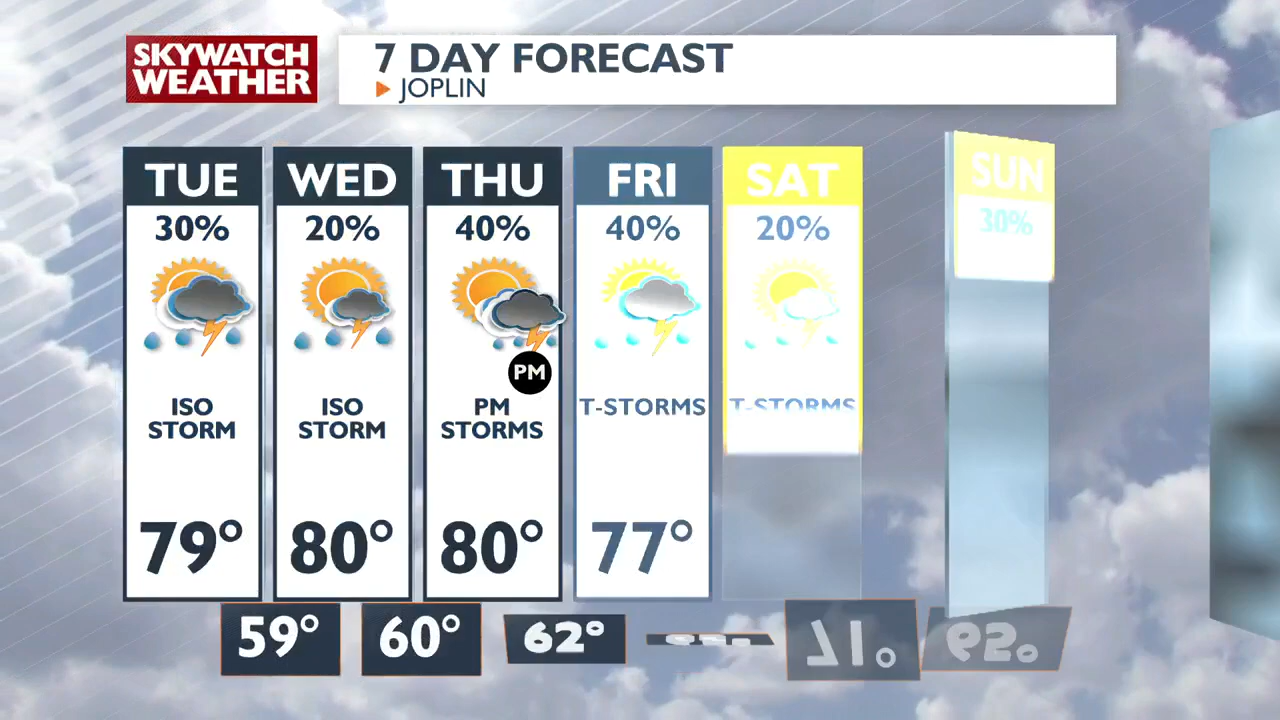 SKYWATCH
WEATHER
7 DAY FORECAST
JOPLIN
TUE
WED
THU
FRI
SAT
SUN
30%
20%
40%
40%
20%
30%
PM
ISO
STORM
ISO
STORM
PM
STORMS
T-STORMS
T-STORMS
79°
80°
80°
77°
59°
60°
62°